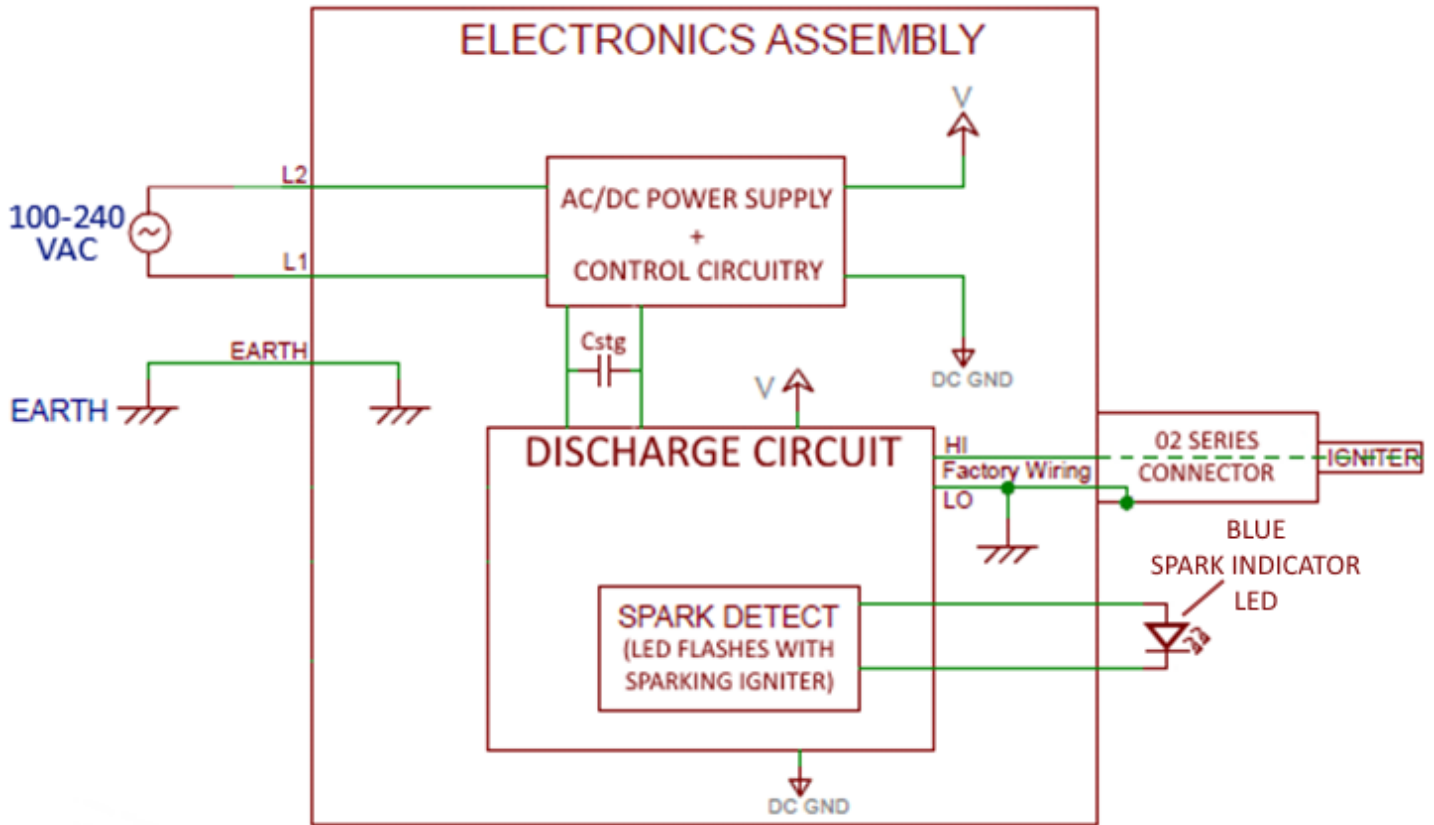 ELECTRONICS ASSEMBLY
V
L2
AC/DC POWER SUPPLY
+
CONTROL CIRCUITRY
100-240
VAC
L1
Cstg
EARTH
DC GND
EARTH
V
DISCHARGE CIRCUIT
HI
Factory Wiring
LO
02 SERIES
CONNECTOR
IGNITER
BLUE
SPARK INDICATOR
LED
SPARK DETECT
(LED FLASHES WITH
SPARKING IGNITER)
DC GND